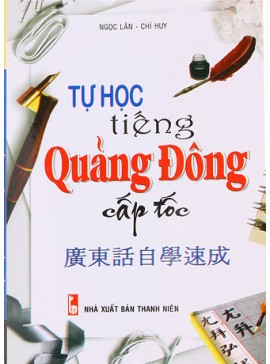 NGỌC LÂN - CHÍ HUY
TỰ HỌC
tiếng
Quảng Đông
cấp tốc
廣東話自學速成
NHÀ XUẤT BẢN THANH NIÊN